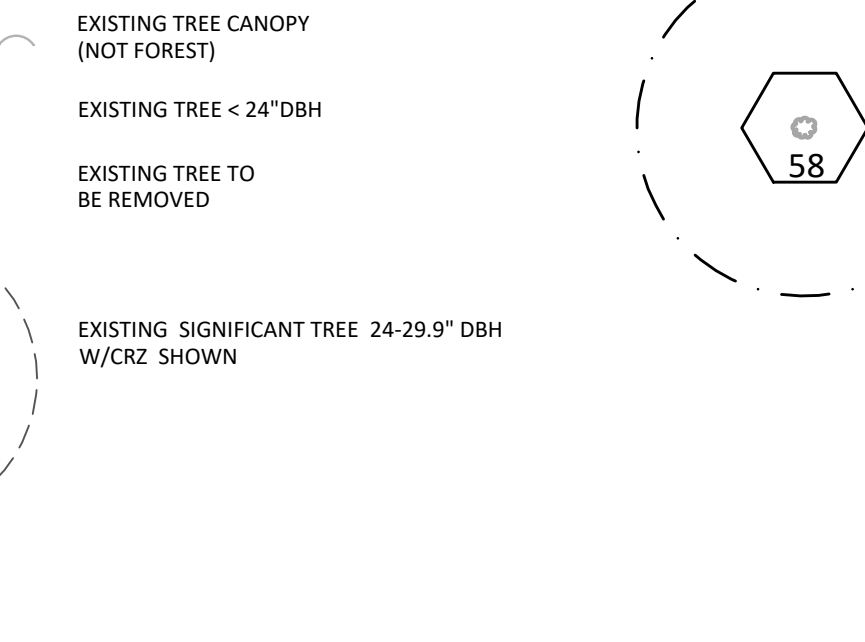 EXISTING TREE CANOPY
(NOT FOREST)
EXISTING TREE < 24"DBH
EXISTING TREE TO
BE REMOVED
EXISTING SIGNIFICANT TREE 24-29.9" DBH
W/CRZ SHOWN
58